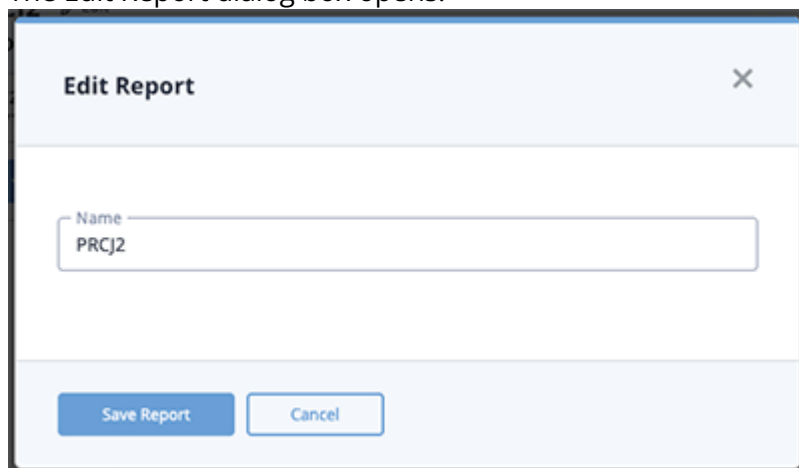 The Edit Report dialog box opens.
Edit Report
Name
PRCJ2
Save Report
Cancel